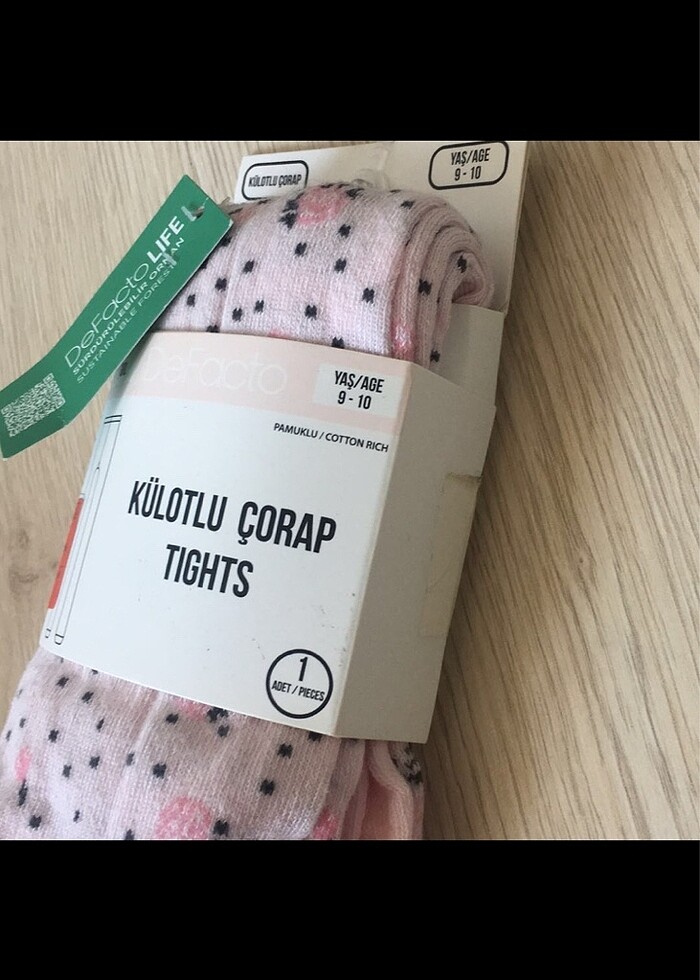 KÜLOTLU ÇORAP
YAŞ/AGE
9 - 10
DeFacto LIFE
SÜRDÜRÜLEBİLİR ORMAN
SUSTAINABLE FOREST
DeFacto
YAŞ/AGE
9 - 10
PAMUKLU / COTTON RICH
KÜLOTLU ÇORAP
TIGHTS
1
ADET / PIECES